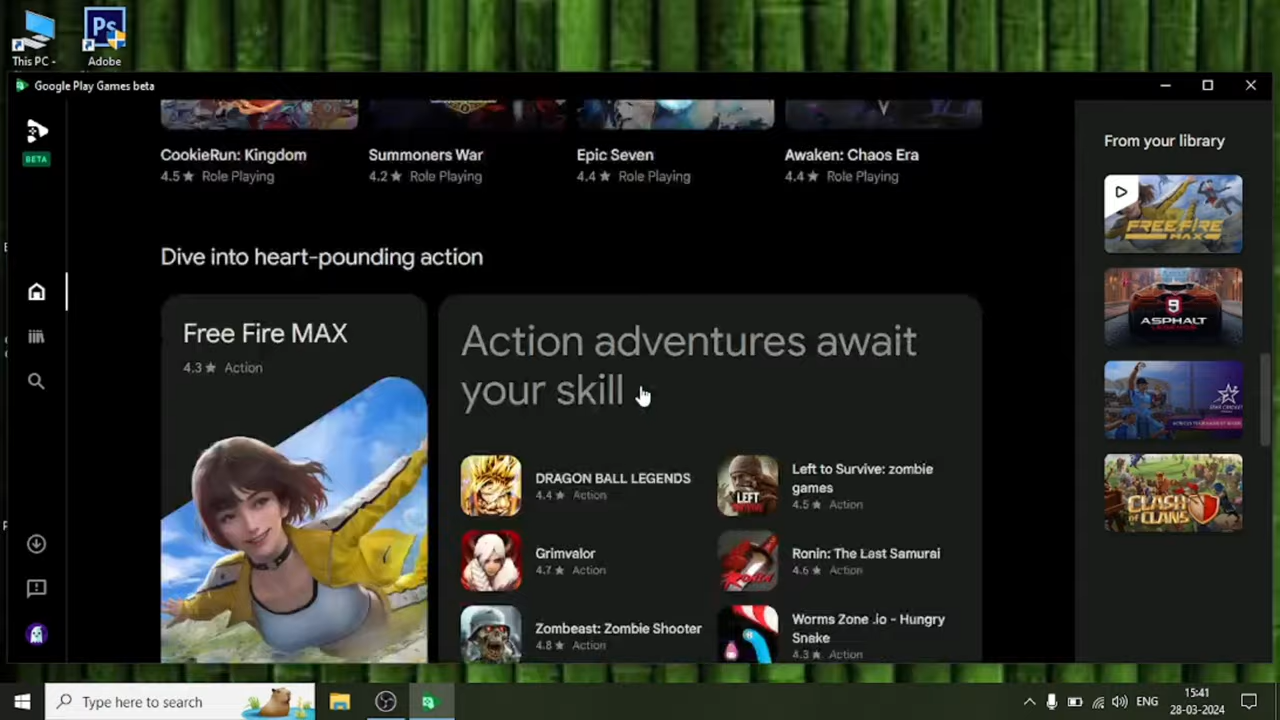 Ps
This PC -
Adobe
Google Play Games beta
BETA
CookieRun: Kingdom
4.5★ Role Playing
Summoners War
4.2★ Role Playing
Epic Seven
4.4★ Role Playing
Awaken: Chaos Era
4.4★ Role Playing
Dive into heart-pounding action
Free Fire MAX
4.3★ Action
Action adventures await
your skill
DRAGON BALL LEGENDS
4.4★ Action
Left to Survive: zombie
games
4.5★ Action
LEFT
Grimvalor
4.7★ Action
Ronin: The Last Samurai
4.6★ Action
RONIN
Zombeast: Zombie Shooter
4.8★ Action
Worms Zone .io - Hungry
Snake
4.3★ Action
From your library
FREE FIRE
MAX
9
ASPHALT
CLASH
OF CLANS
Type here to search
ENG
15:41
28-03-2024